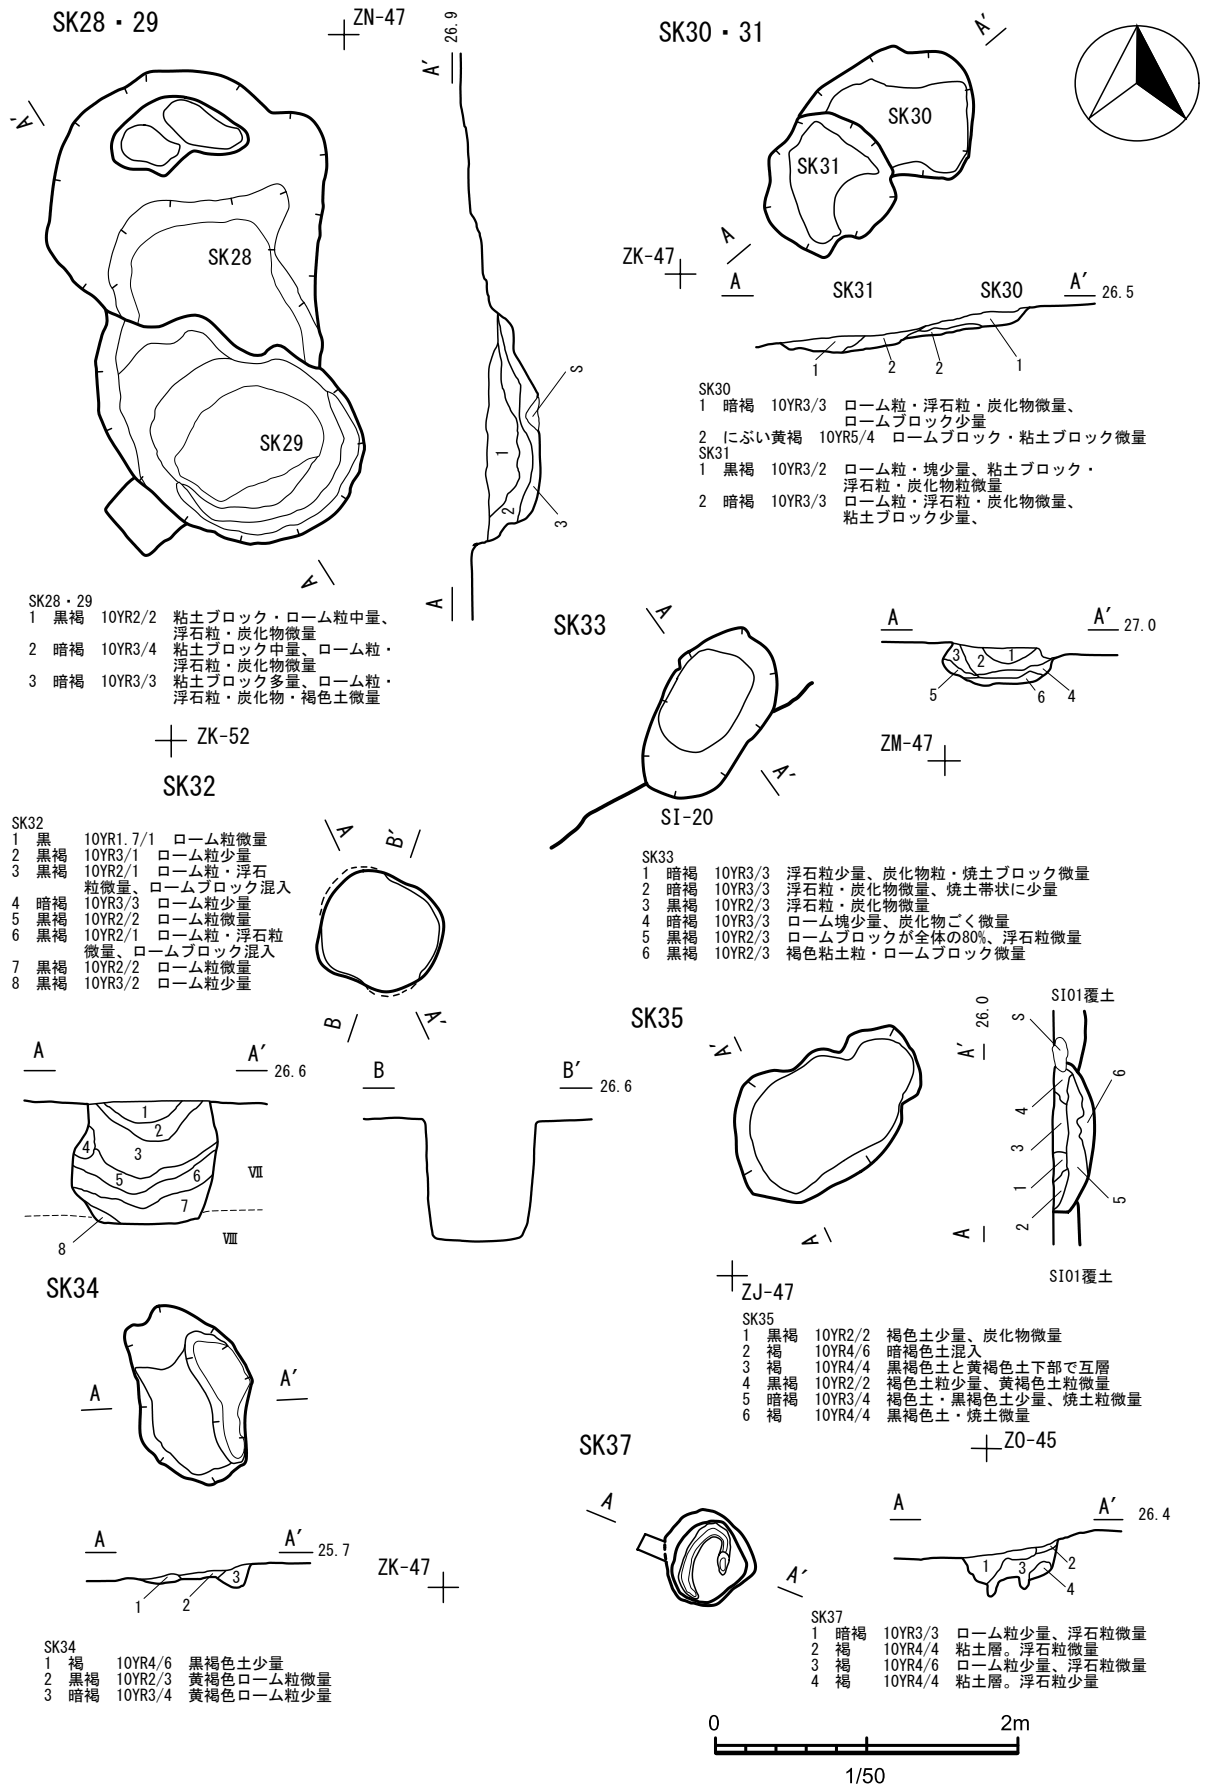 SK28・29
ZN-47
A′
A′
26.9
SK28
SK29
S
1
2
3
A
A
SK28・29
1 黒褐 10YR2/2 粘土ブロック・ローム粒中量、
浮石粒・炭化物微量
2 暗褐 10YR3/4 粘土ブロック中量、ローム粒・
浮石粒・炭化物微量
3 暗褐 10YR3/3 粘土ブロック多量、ローム粒・
浮石粒・炭化物・褐色土微量
SK30・31
A′
SK30
SK31
A
ZK-47
A SK31 SK30 A′ 26.5
1 2 2 1
SK30
1 暗褐 10YR3/3 ローム粒・浮石粒・炭化物微量、
ロームブロック少量
2 にぶい黄褐 10YR5/4 ロームブロック・粘土ブロック微量
SK31
1 黒褐 10YR3/2 ローム粒・塊少量、粘土ブロック・
浮石粒・炭化物粒微量
2 暗褐 10YR3/3 ローム粒・浮石粒・炭化物微量、
粘土ブロック少量、
ZK-52
SK32
SK32
1 黒 10YR1.7/1 ローム粒微量
2 黒褐 10YR3/1 ローム粒少量
3 黒褐 10YR2/1 ローム粒・浮石
粒微量、ロームブロック混入
4 暗褐 10YR3/3 ローム粒少量
5 黒褐 10YR2/2 ローム粒微量
6 黒褐 10YR2/1 ローム粒・浮石粒
微量、ロームブロック混入
7 黒褐 10YR2/2 ローム粒微量
8 黒褐 10YR3/2 ローム粒少量
A B′
B A′
A A′ 26.6
1
2
4 3
5 6
7
8
Ⅶ
Ⅷ
B B′ 26.6
SK33
A
A′
SI-20
A A′ 27.0
3 2 1
5 6 4
ZM-47
SK33
1 暗褐 10YR3/3 浮石粒少量、炭化物粒・焼土ブロック微量
2 暗褐 10YR3/3 浮石粒・炭化物微量、焼土帯状に少量
3 黒褐 10YR2/3 浮石粒・炭化物微量
4 暗褐 10YR3/3 ローム塊少量、炭化物ごく微量
5 黒褐 10YR2/3 ロームブロックが全体の80%、浮石粒微量
6 黒褐 10YR2/3 褐色粘土粒・ロームブロック微量
SK34
A A′
A A′ 25.7
1 2 3
ZK-47
SK34
1 褐 10YR4/6 黒褐色土少量
2 黒褐 10YR2/3 黄褐色ローム粒微量
3 暗褐 10YR3/4 黄褐色ローム粒少量
SK35
A′
A
ZJ-47
SI01覆土
26.0
A′
S
4
3
1
2
6
5
A
SI01覆土
SK35
1 黒褐 10YR2/2 褐色土少量、炭化物微量
2 褐 10YR4/6 暗褐色土混入
3 褐 10YR4/4 黒褐色土と黄褐色土下部で互層
4 黒褐 10YR2/2 褐色土粒少量、黄褐色土粒微量
5 暗褐 10YR3/4 褐色土・黒褐色土少量、焼土粒微量
6 褐 10YR4/4 黒褐色土・焼土微量
SK37
ZO-45
A
A′
A A′ 26.4
1 3 2
4
SK37
1 暗褐 10YR3/3 ローム粒少量、浮石粒微量
2 褐 10YR4/4 粘土層。浮石粒微量
3 褐 10YR4/6 ローム粒少量、浮石粒微量
4 褐 10YR4/4 粘土層。浮石粒少量
0 2m
1/50